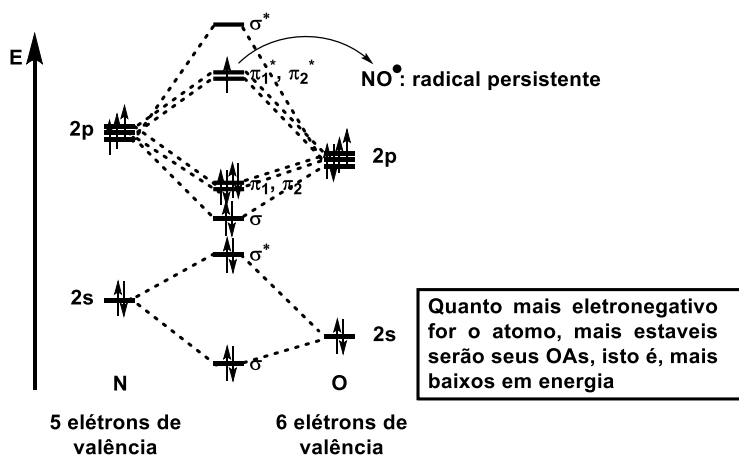 σ*
E
π1*, π2*
NO•: radical persistente
2p
2p
π1, π2
σ
σ*
2s
2s
σ
N
O
5 elétrons de
valência
6 elétrons de
valência
Quanto mais eletronegativo
for o atomo, mais estaveis
serão seus OAs, isto é, mais
baixos em energia